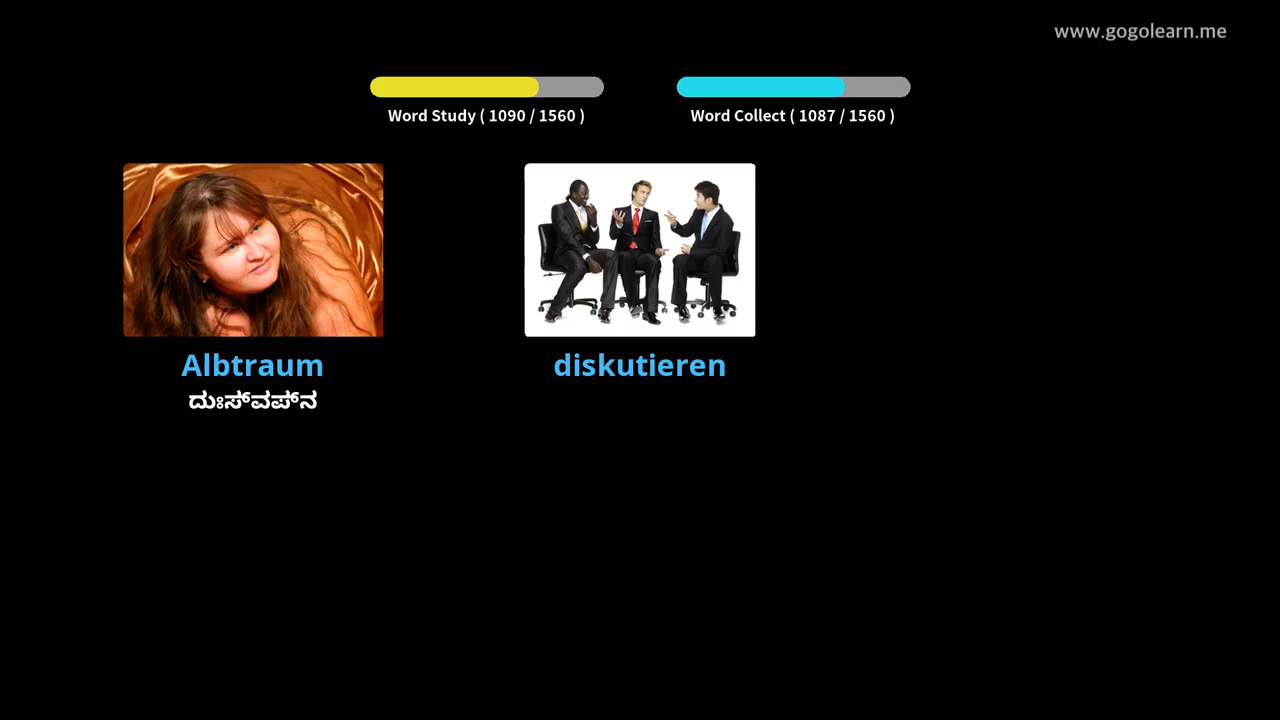 www.gogolearn.me
Word Study ( 1090 / 1560 )
Word Collect ( 1087 / 1560 )
Albtraum
ದುಃಸ್‌ವಪ್‌ನ
diskutieren